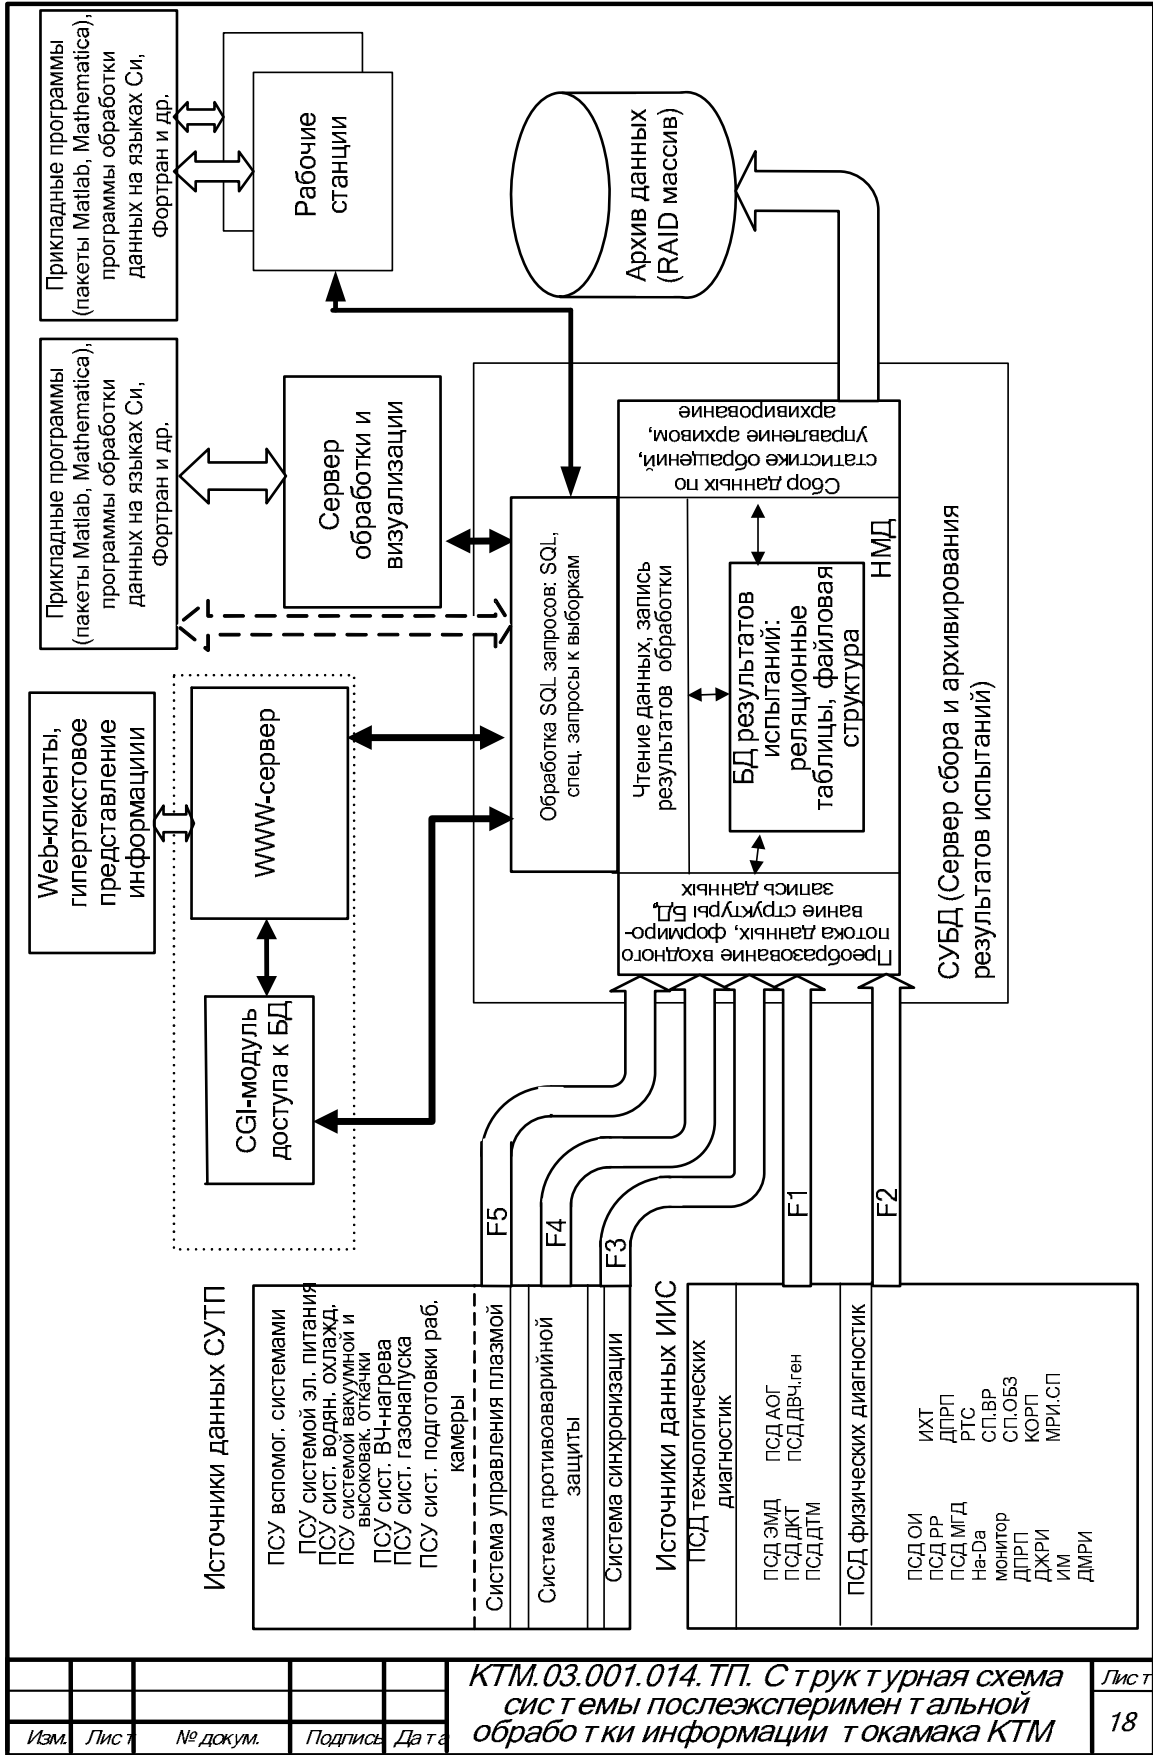 Прикладные программы
(пакеты Matlab, Mathematica),
программы обработки
данных на языках Си,
Фортран и др.
Рабочие
станции
Архив данных
(RAID массив)
Прикладные программы
(пакеты Matlab, Mathematica),
программы обработки
данных на языках Си,
Фортран и др.
Сервер
обработки и
визуализации
Web-клиенты,
гипертекстовое
представление
информации
WWW-сервер
CGI-модуль
доступа к БД
Обработка SQL запросов: SQL,
спец. запросы к выборкам
Чтение данных, запись
результатов обработки
Сбор данных по
статистике обращений,
управление архивом,
архивирование
БД результатов
испытаний:
реляционные
таблицы, файловая
структура
НМД
Преобразование входного
потока данных, формиро-
вание структуры БД,
запись данных
СУБД (Сервер сбора и архивирования
результатов испытаний)
F5
F4
F3
F1
F2
Источники данных СУТП
ПСУ вспомог. системами
ПСУ системой эл. питания
ПСУ сист. водян. охлажд.
ПСУ системой вакуумной и
высоковак. откачки
ПСУ сист. ВЧ-нагрева
ПСУ сист. газонапуска
ПСУ сист. подготовки раб.
камеры
Система управления плазмой
Система противоаварийной
защиты
Система синхронизации
Источники данных ИИС
ПСД технологических
диагностик
ПСД ЭМД
ПСД ДКТ
ПСД ДТМ
ПСД АОГ
ПСД ДВЧ.ген
ПСД физических диагностик
ПСД ОИ
ПСД РР
ПСД МГД
Ha-Da
монитор
ДПРП
ДЖРИ
ИМ
ДМРИ
ИХТ
ДПРП
РТС
СП.ВР
СП.ОБЗ
КОРП
МРИ.СП
КТМ.03.001.014.ТП. Структурная схема
системы послеэкспериментальной
обработки информации токамака КТМ
Лист
18
Изм. Лист № докум. Подпись Дата